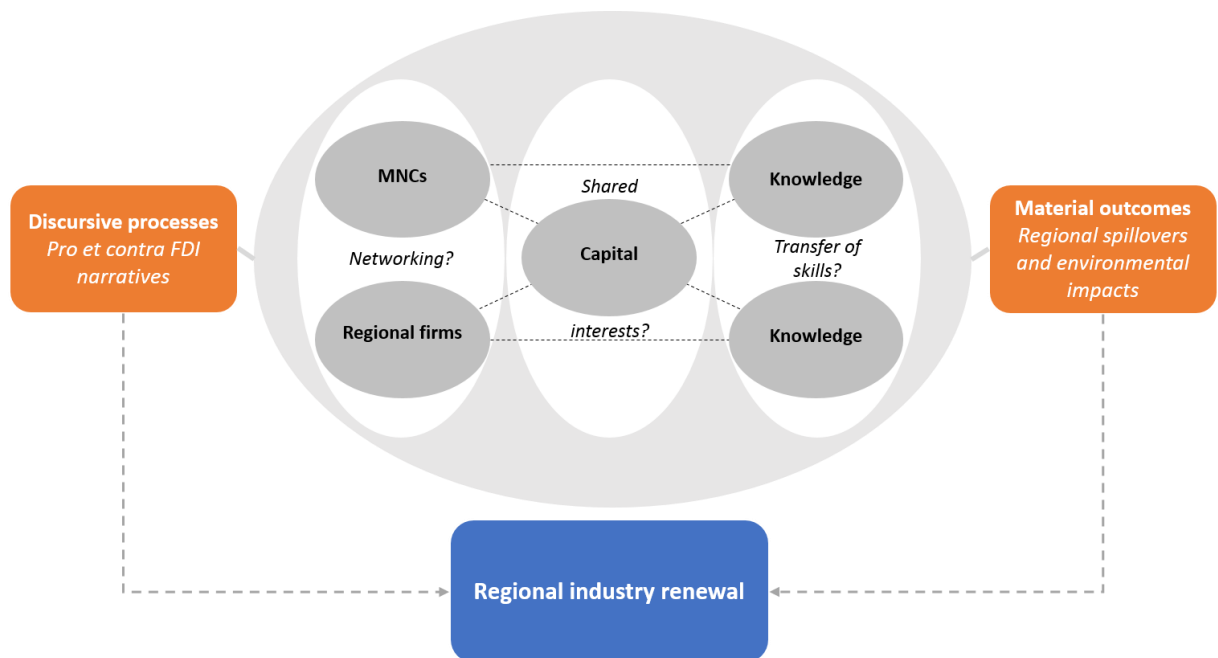 Discursive processes
Pro et contra FDI
narratives
MNCs
Networking?
Regional firms
Shared
Capital
interests?
Knowledge
Transfer of
skills?
Knowledge
Material outcomes
Regional spillovers
and environmental
impacts
Regional industry renewal